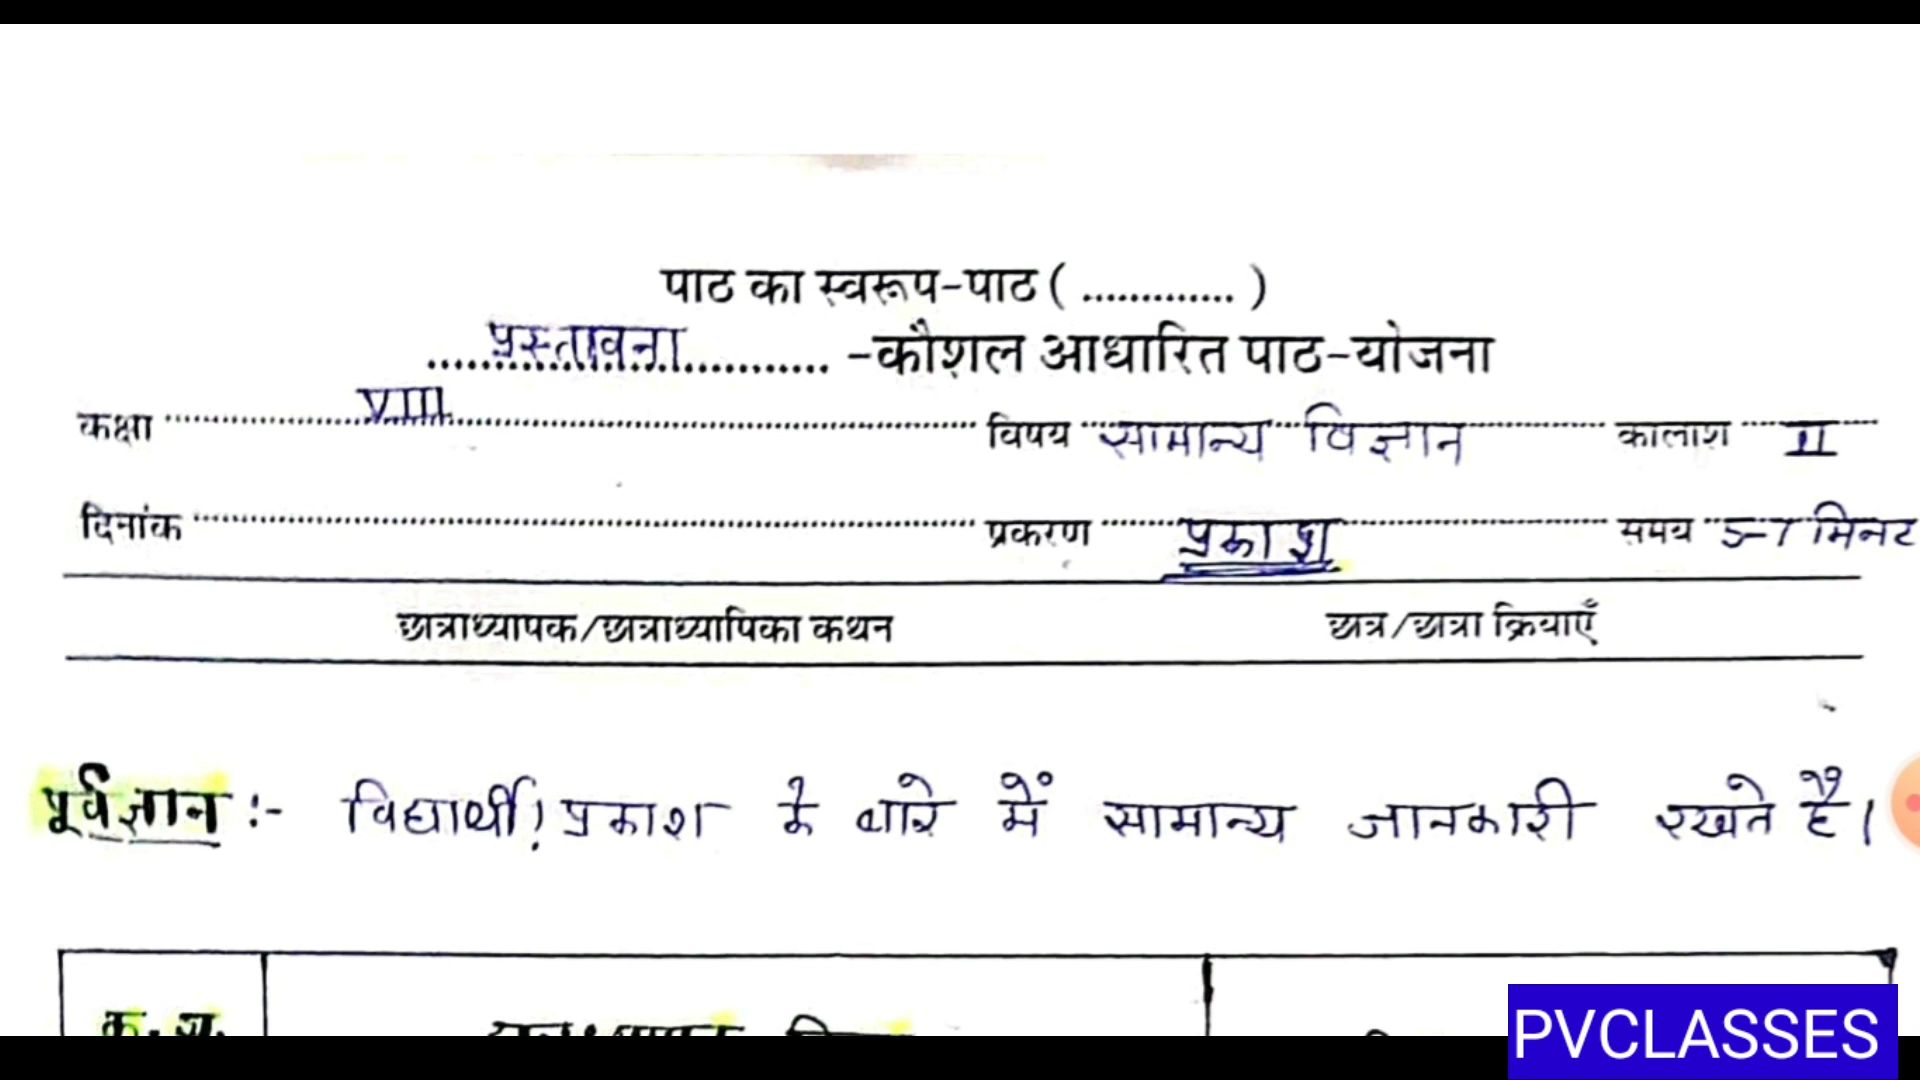 पाठ का स्वरूप-पाठ ( ............. )
.....प्रस्तावना............ -कौशल आधारित पाठ-योजना
कक्षा VIII विषय सामान्य विज्ञान कालांश II
दिनांक प्रकरण प्रकाश समय 5-7 मिनट
छात्राध्यापक/छात्राध्यापिका कथन छात्र/छात्रा क्रियाएँ
पूर्वज्ञान :- विद्यार्थी, प्रकाश के बारे में सामान्य जानकारी रखते है।
PVCLASSES